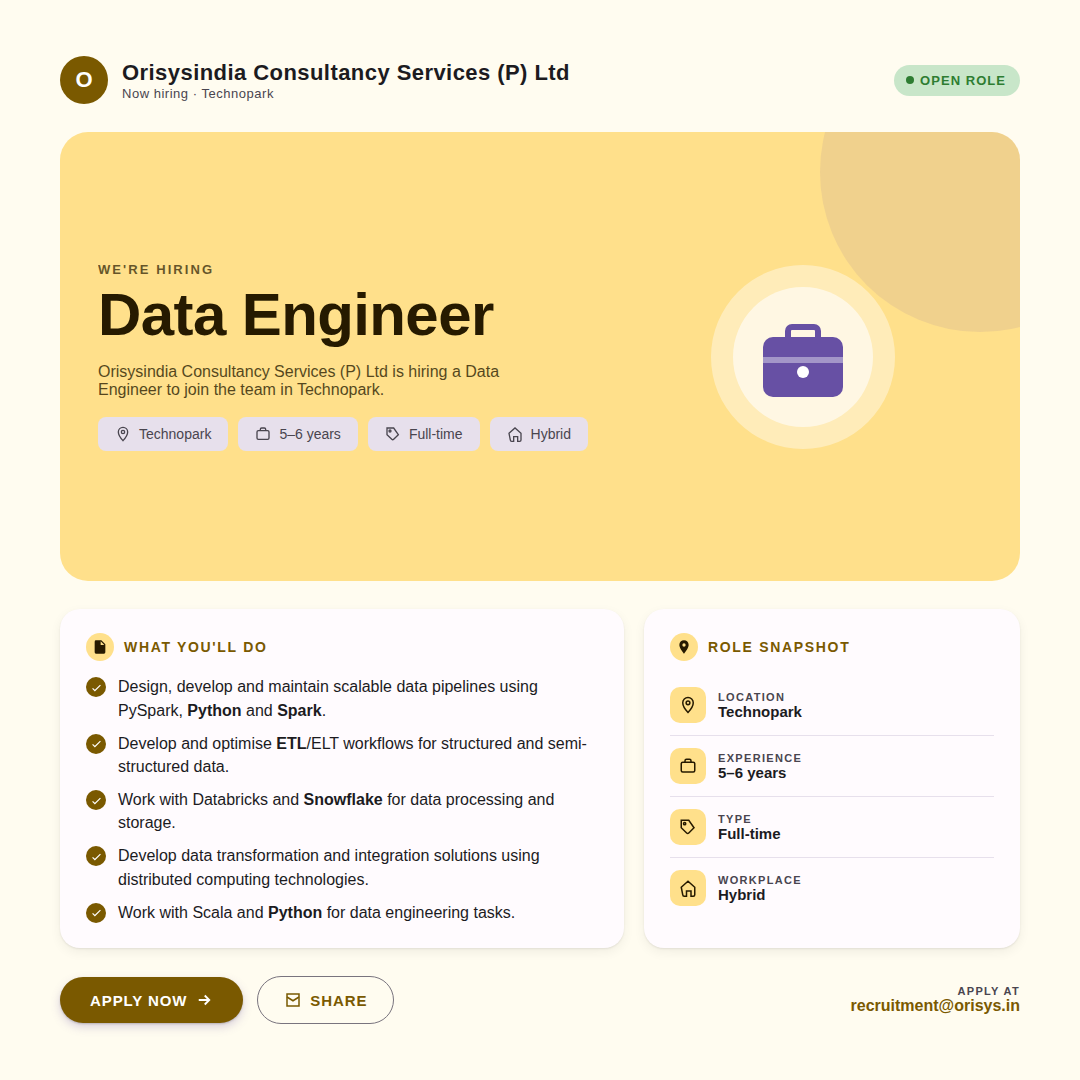 O
Orisysindia Consultancy Services (P) Ltd
Now hiring · Technopark
OPEN ROLE
WE'RE HIRING
Data Engineer
Orisysindia Consultancy Services (P) Ltd is hiring a Data
Engineer to join the team in Technopark.
Technopark
5–6 years
Full-time
Hybrid
WHAT YOU'LL DO
Design, develop and maintain scalable data pipelines using
PySpark, Python and Spark.
Develop and optimise ETL/ELT workflows for structured and semi-
structured data.
Work with Databricks and Snowflake for data processing and
storage.
Develop data transformation and integration solutions using
distributed computing technologies.
Work with Scala and Python for data engineering tasks.
ROLE SNAPSHOT
LOCATION
Technopark
EXPERIENCE
5–6 years
TYPE
Full-time
WORKPLACE
Hybrid
APPLY NOW
SHARE
APPLY AT
recruitment@orisys.in